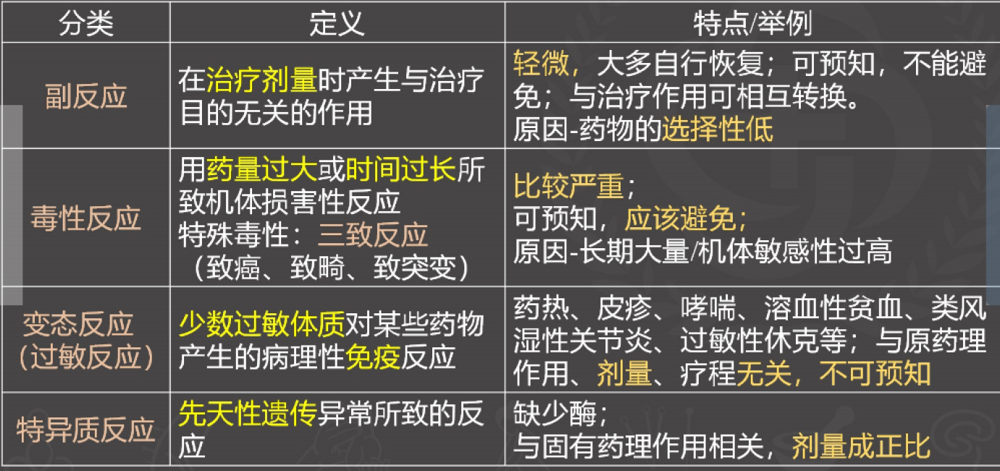 分类
定义
特点/举例
副反应
在治疗剂量时产生与治疗
目的无关的作用
轻微，大多自行恢复；可预知，不能避
免；与治疗作用可相互转换。
原因-药物的选择性低
毒性反应
用药量过大或时间过长所
致机体损害性反应
特殊毒性：三致反应
（致癌、致畸、致突变）
比较严重；
可预知，应该避免；
原因-长期大量/机体敏感性过高
变态反应
（过敏反应）
少数过敏体质对某些药物
产生的病理性免疫反应
药热、皮疹、哮喘、溶血性贫血、类风
湿性关节炎、过敏性休克等；与原药理
作用、剂量、疗程无关，不可预知
特异质反应
先天性遗传异常所致的反
应
缺少酶；
与固有药理作用相关，剂量成正比